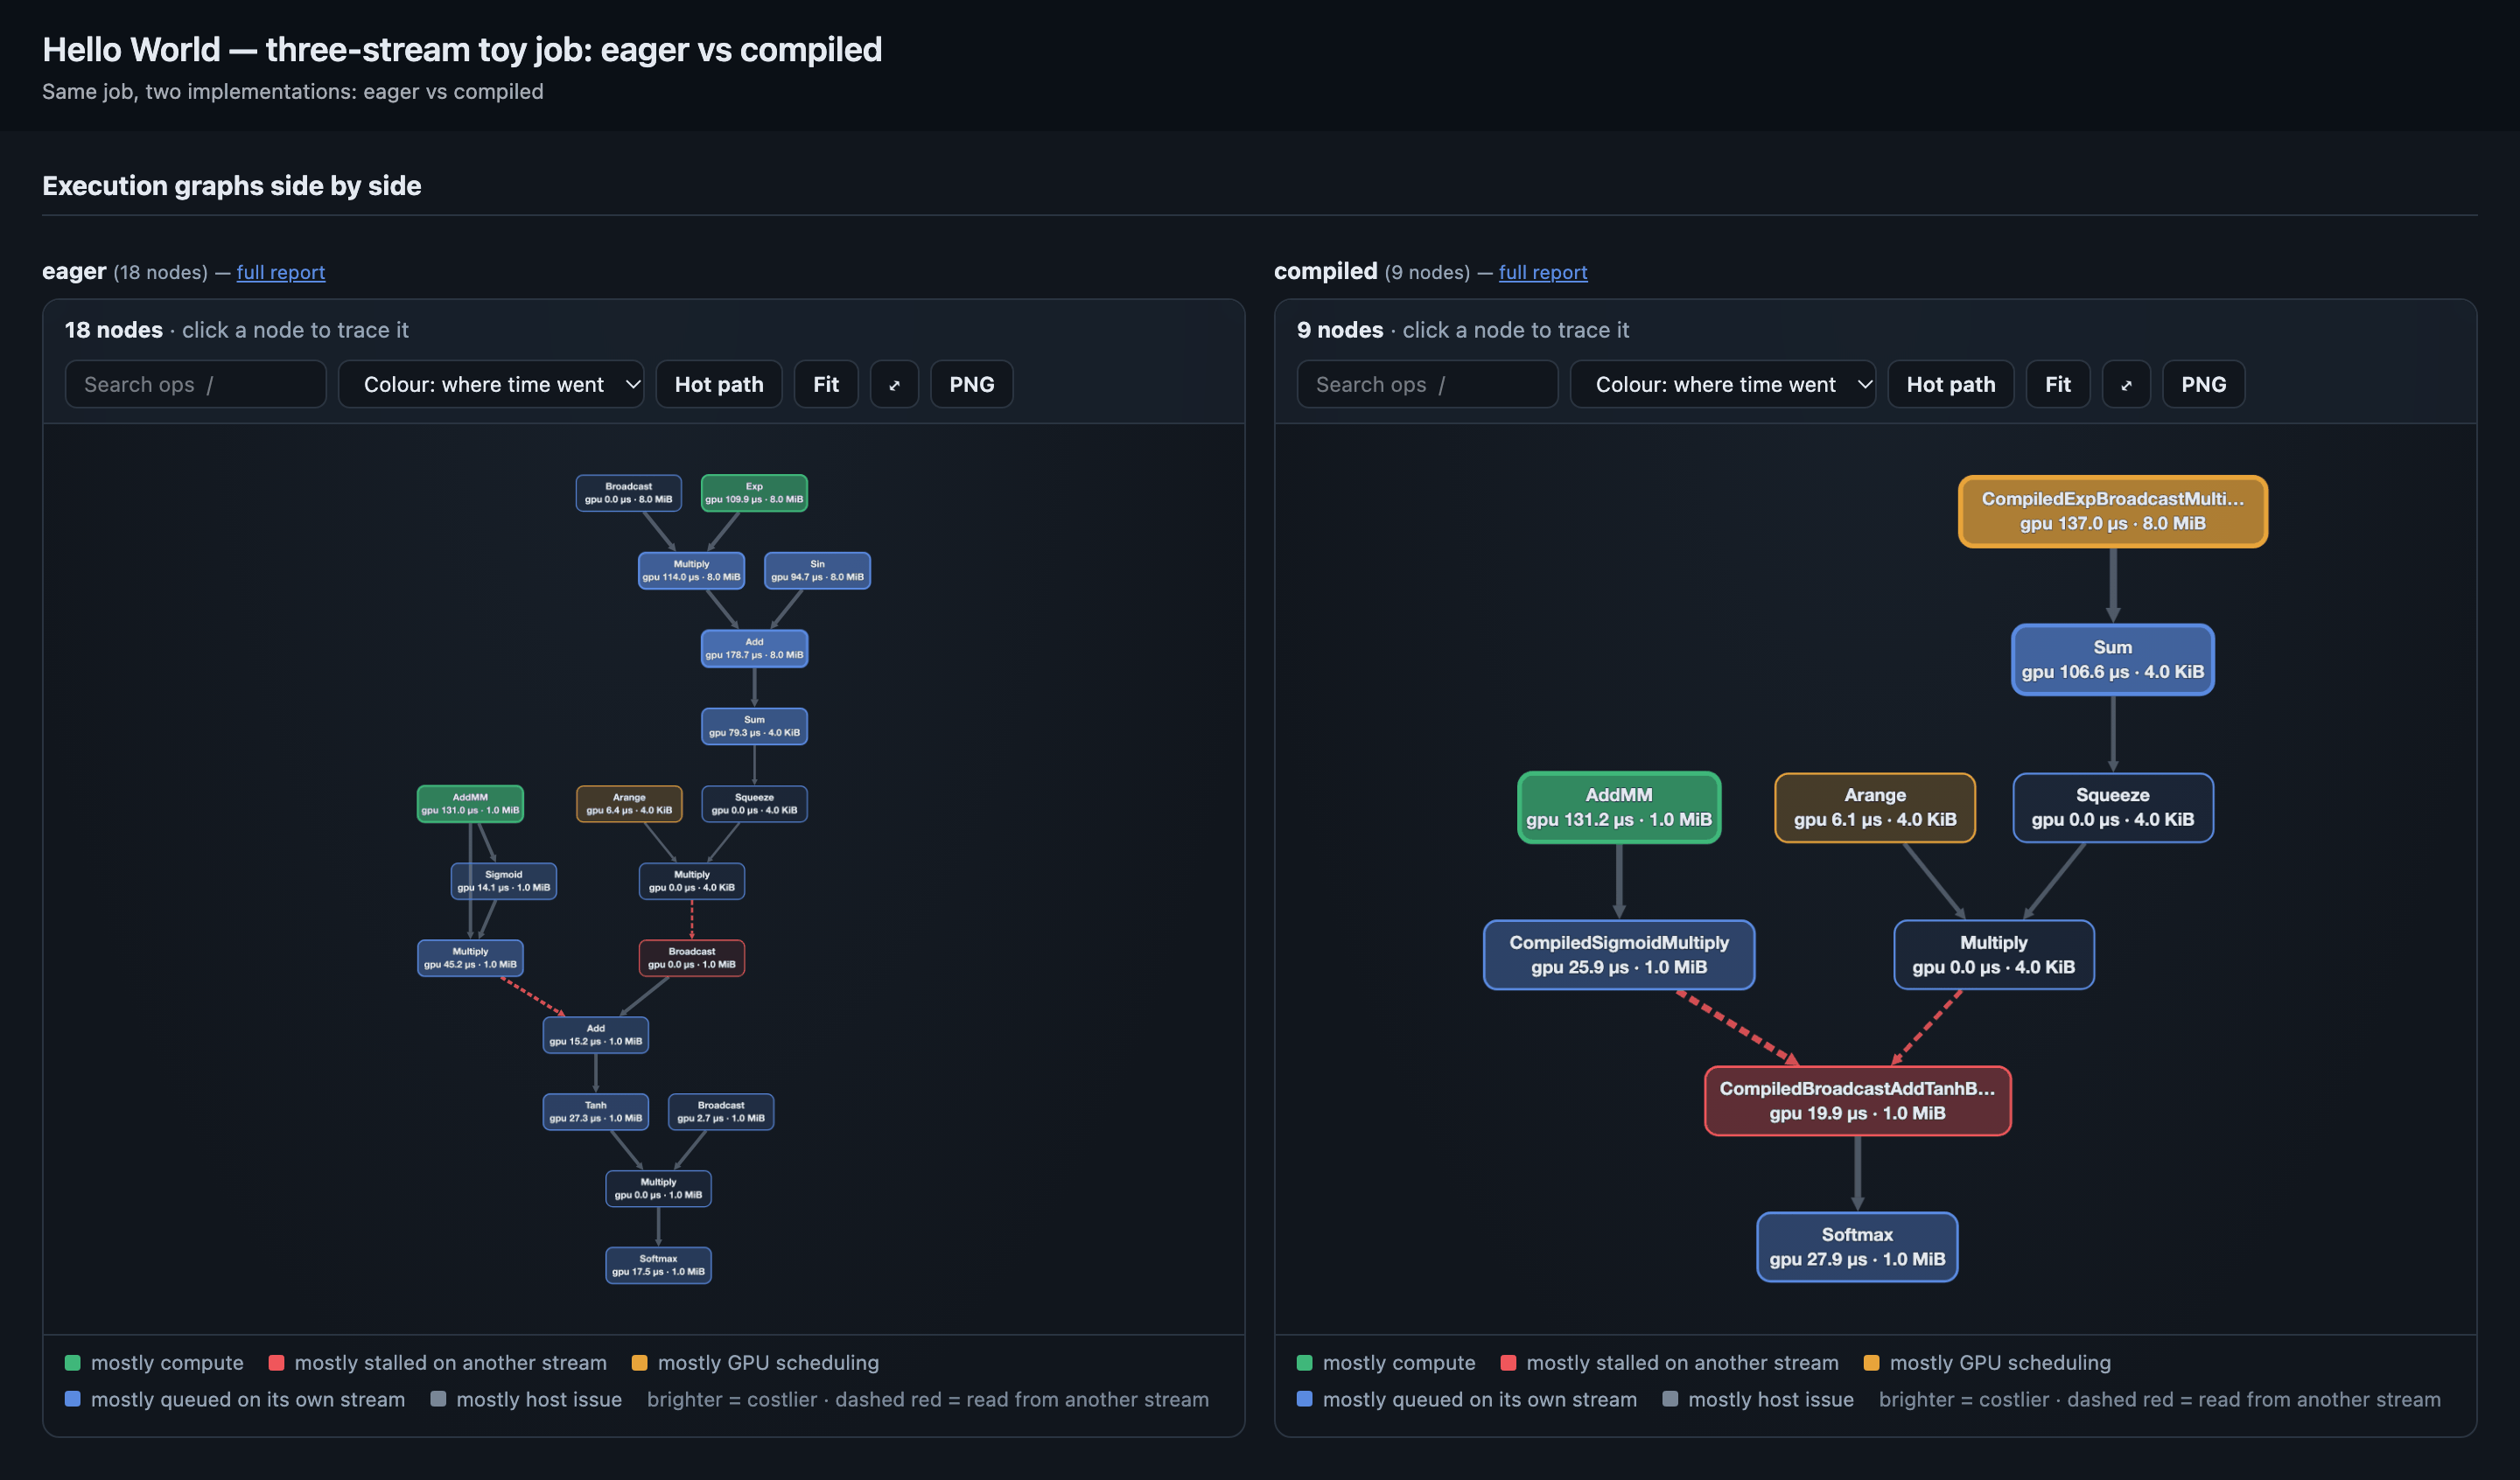 Hello World — three-stream toy job: eager vs compiled
Same job, two implementations: eager vs compiled
Execution graphs side by side
eager (18 nodes) — full report
18 nodes · click a node to trace it
Search ops /
Colour: where time went
Hot path
Fit
⤢
PNG
Broadcast
gpu 0.0 µs · 8.0 MiB
Exp
gpu 109.9 µs · 8.0 MiB
Multiply
gpu 114.0 µs · 8.0 MiB
Sin
gpu 94.7 µs · 8.0 MiB
Add
gpu 178.7 µs · 8.0 MiB
Sum
gpu 79.3 µs · 4.0 KiB
AddMM
gpu 131.0 µs · 1.0 MiB
Arange
gpu 6.4 µs · 4.0 KiB
Squeeze
gpu 0.0 µs · 4.0 KiB
Sigmoid
gpu 14.1 µs · 1.0 MiB
Multiply
gpu 0.0 µs · 4.0 KiB
Multiply
gpu 45.2 µs · 1.0 MiB
Broadcast
gpu 0.0 µs · 1.0 MiB
Add
gpu 15.2 µs · 1.0 MiB
Tanh
gpu 27.3 µs · 1.0 MiB
Broadcast
gpu 2.7 µs · 1.0 MiB
Multiply
gpu 0.0 µs · 1.0 MiB
Softmax
gpu 17.5 µs · 1.0 MiB
mostly compute
mostly stalled on another stream
mostly GPU scheduling
mostly queued on its own stream
mostly host issue
brighter = costlier · dashed red = read from another stream
compiled (9 nodes) — full report
9 nodes · click a node to trace it
Search ops /
Colour: where time went
Hot path
Fit
⤢
PNG
CompiledExpBroadcastMulti...
gpu 137.0 µs · 8.0 MiB
Sum
gpu 106.6 µs · 4.0 KiB
AddMM
gpu 131.2 µs · 1.0 MiB
Arange
gpu 6.1 µs · 4.0 KiB
Squeeze
gpu 0.0 µs · 4.0 KiB
CompiledSigmoidMultiply
gpu 25.9 µs · 1.0 MiB
Multiply
gpu 0.0 µs · 4.0 KiB
CompiledBroadcastAddTanhB...
gpu 19.9 µs · 1.0 MiB
Softmax
gpu 27.9 µs · 1.0 MiB
mostly compute
mostly stalled on another stream
mostly GPU scheduling
mostly queued on its own stream
mostly host issue
brighter = costlier · dashed red = read from another stream